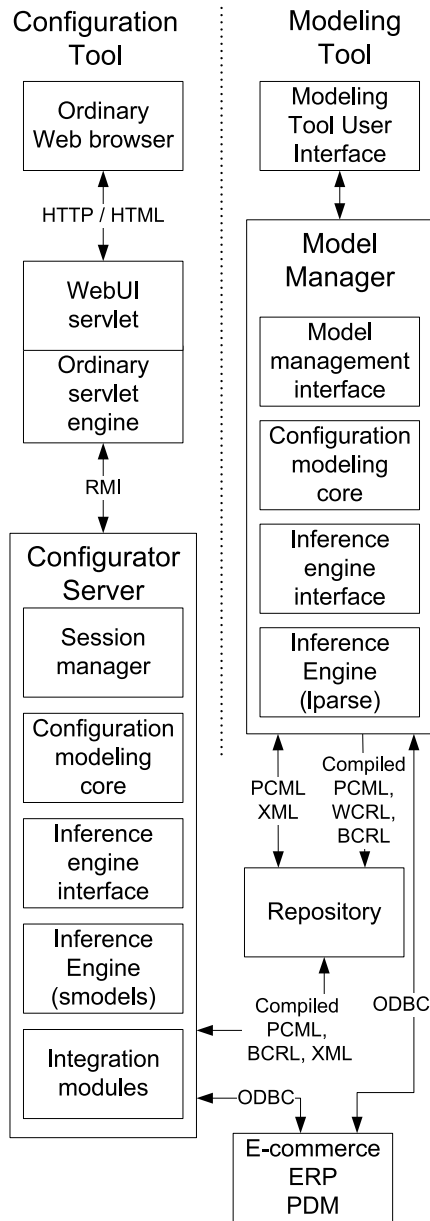 Configuration
Tool
Ordinary
Web browser
HTTP / HTML
WebUI
servlet
Ordinary
servlet
engine
RMI
Configurator
Server
Session
manager
Configuration
modeling
core
Inference
engine
interface
Inference
Engine
(smodels)
Integration
modules
Modeling
Tool
Modeling
Tool User
Interface
Model
Manager
Model
management
interface
Configuration
modeling
core
Inference
engine
interface
Inference
Engine
(lparse)
PCML
XML
Compiled
PCML,
WCRL,
BCRL
Repository
Compiled
PCML,
BCRL, XML
ODBC
ODBC
E-commerce
ERP
PDM